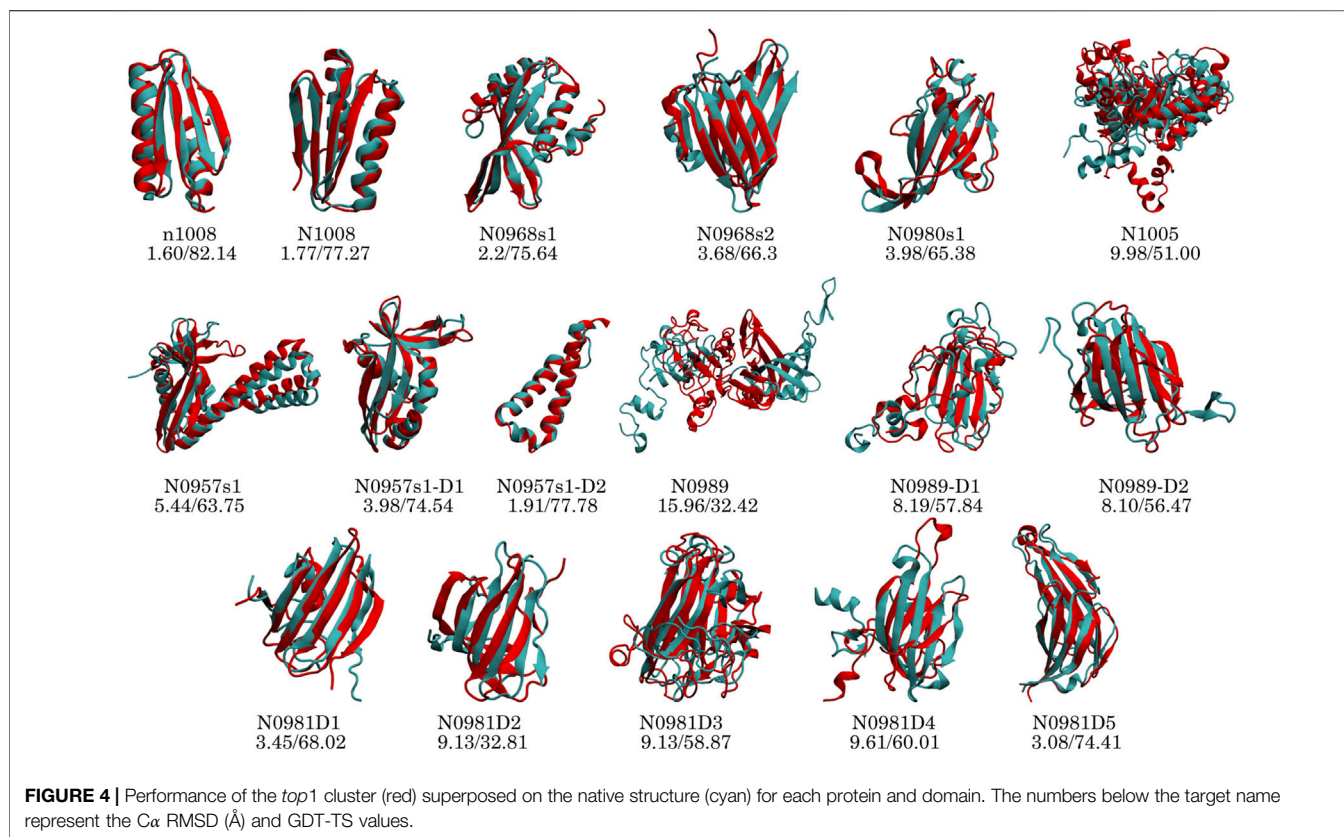 n1008 N1008 N0968s1 N0968s2 N0980s1 N1005
1.60/82.14 1.77/77.27 2.2/75.64 3.68/66.3 3.98/65.38 9.98/51.00
N0957s1 N0957s1-D1 N0957s1-D2 N0989 N0989-D1 N0989-D2
5.44/63.75 3.98/74.54 1.91/77.78 15.96/32.42 8.19/57.84 8.10/56.47
N0981D1 N0981D2 N0981D3 N0981D4 N0981D5
3.45/68.02 9.13/32.81 9.13/58.87 9.61/60.01 3.08/74.41
FIGURE 4 | Performance of the top1 cluster (red) superposed on the native structure (cyan) for each protein and domain. The numbers below the target name
represent the Cα RMSD (Å) and GDT-TS values.